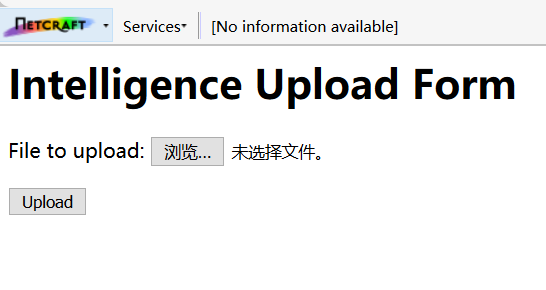 NETCRAFT Services [No information available]
Intelligence Upload Form
File to upload: 浏览... 未选择文件。
Upload